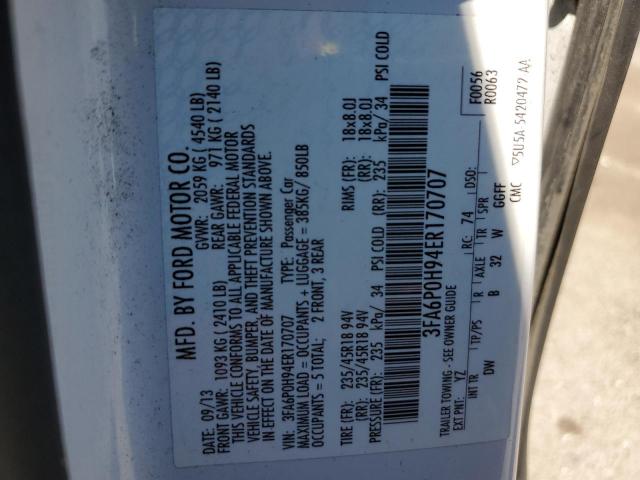 MFD. BY FORD MOTOR CO.
DATE: 09/13 GVWR: 2059 KG ( 4540 LB)
FRONT GAWR: 1093 KG ( 2410 LB) REAR GAWR: 971 KG ( 2140 LB)
THIS VEHICLE CONFORMS TO ALL APPLICABLE FEDERAL MOTOR
VEHICLE SAFETY, BUMPER, AND THEFT PREVENTION STANDARDS
IN EFFECT ON THE DATE OF MANUFACTURE SHOWN ABOVE.
VIN: 3FA6P0H94ER170707 TYPE: Passenger Car
MAXIMUM LOAD = OCCUPANTS + LUGGAGE = 385KG/ 850LB
OCCUPANTS = 5 TOTAL; 2 FRONT, 3 REAR
TIRE (FR): 235/45R18 94V RIMS (FR): 18x8.0J
(RR): 235/45R18 94V (RR): 18x8.0J
PRESSURE (FR): 235 kPa/ 34 PSI COLD (RR): 235 kPa/ 34 PSI COLD
3FA6P0H94ER170707
F0056
R0063
TRAILER TOWING - SEE OWNER GUIDE
EXT PNT: YZ RC: 74 DSO:
INT TR TP/PS R AXLE TR SPR
DW B 32 W GGFF
CMC
5U5A-5420472 AA